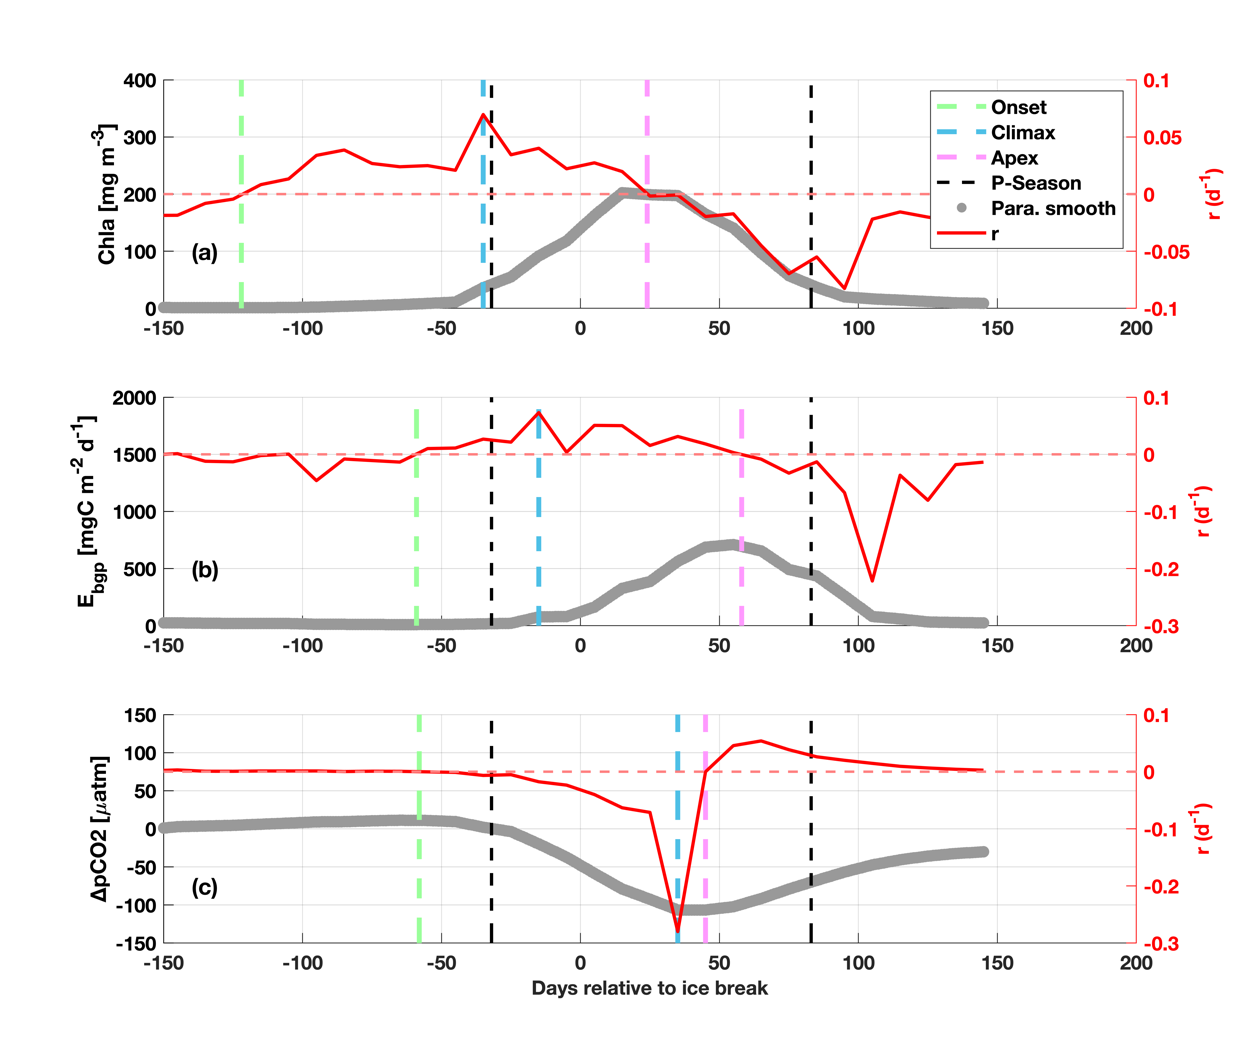 400
300
200
100
0
Chla [mg m-3]
(a)
0.1
0.05
0
-0.05
-0.1
r (d-1)
Onset
Climax
Apex
P-Season
Para. smooth
r
-150 -100 -50 0 50 100 150 200
2000
1500
1000
500
0
Ebgp [mgC m-2 d-1]
(b)
0.1
0
-0.1
-0.2
-0.3
r (d-1)
-150 -100 -50 0 50 100 150 200
150
100
50
0
-50
-100
-150
ΔpCO2 [μatm]
(c)
0.1
0
-0.1
-0.2
-0.3
r (d-1)
-150 -100 -50 0 50 100 150 200
Days relative to ice break